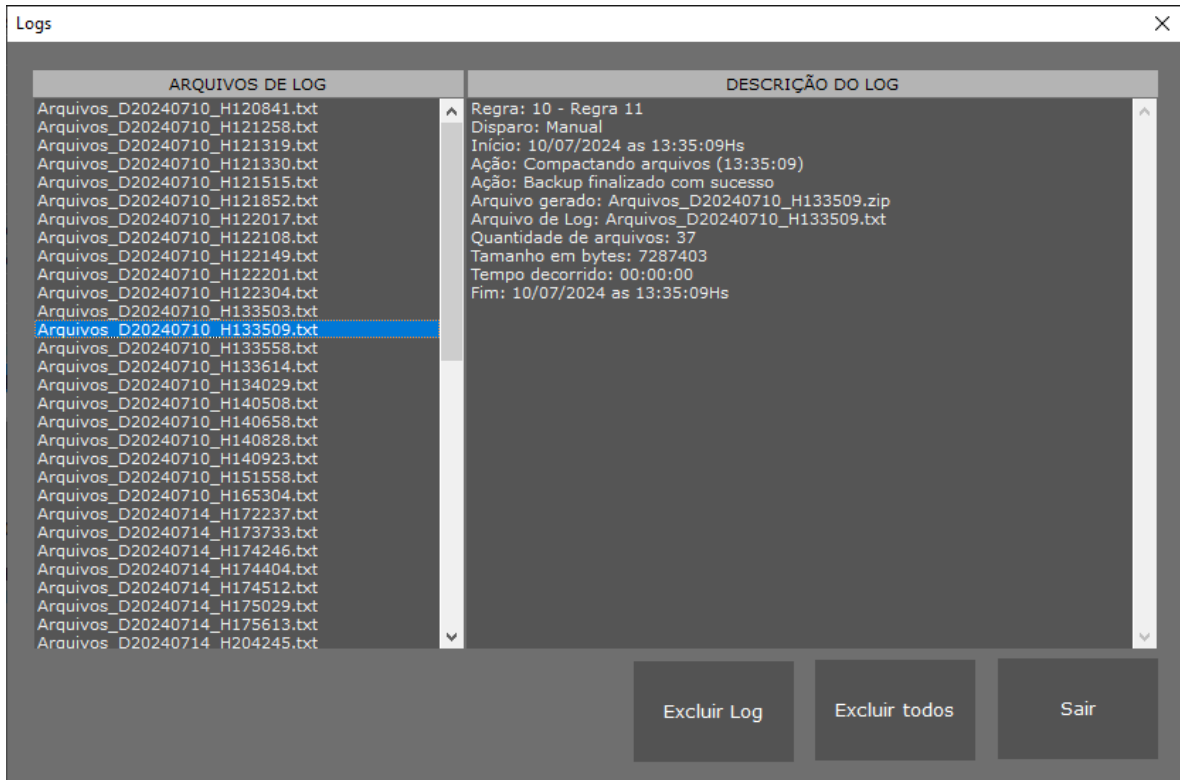 Logs
ARQUIVOS DE LOG
Arquivos_D20240710_H120841.txt
Arquivos_D20240710_H121258.txt
Arquivos_D20240710_H121319.txt
Arquivos_D20240710_H121330.txt
Arquivos_D20240710_H121515.txt
Arquivos_D20240710_H121852.txt
Arquivos_D20240710_H122017.txt
Arquivos_D20240710_H122108.txt
Arquivos_D20240710_H122149.txt
Arquivos_D20240710_H122201.txt
Arquivos_D20240710_H122304.txt
Arquivos_D20240710_H133503.txt
Arquivos_D20240710_H133509.txt
Arquivos_D20240710_H133558.txt
Arquivos_D20240710_H133614.txt
Arquivos_D20240710_H134029.txt
Arquivos_D20240710_H140508.txt
Arquivos_D20240710_H140658.txt
Arquivos_D20240710_H140828.txt
Arquivos_D20240710_H140923.txt
Arquivos_D20240710_H151558.txt
Arquivos_D20240710_H165304.txt
Arquivos_D20240714_H172237.txt
Arquivos_D20240714_H173733.txt
Arquivos_D20240714_H174246.txt
Arquivos_D20240714_H174404.txt
Arquivos_D20240714_H174512.txt
Arquivos_D20240714_H175029.txt
Arquivos_D20240714_H175613.txt
Arquivos_D20240714_H204245.txt
DESCRIÇÃO DO LOG
Regra: 10 - Regra 11
Disparo: Manual
Início: 10/07/2024 as 13:35:09Hs
Ação: Compactando arquivos (13:35:09)
Ação: Backup finalizado com sucesso
Arquivo gerado: Arquivos_D20240710_H133509.zip
Arquivo de Log: Arquivos_D20240710_H133509.txt
Quantidade de arquivos: 37
Tamanho em bytes: 7287403
Tempo decorrido: 00:00:00
Fim: 10/07/2024 as 13:35:09Hs
Excluir Log
Excluir todos
Sair